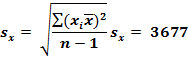 s_x = √(Σ(x_i x̅)² / (n − 1)) s_x = 3677